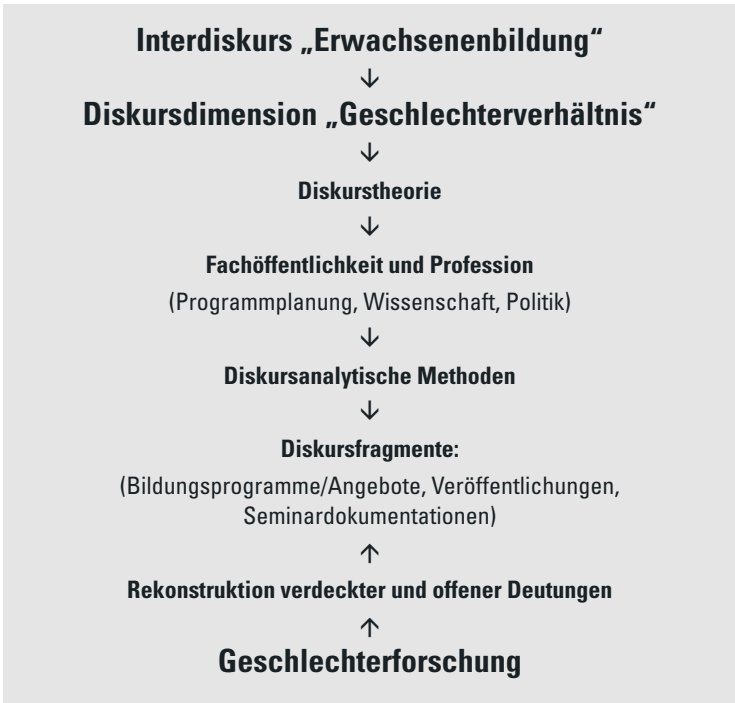 Interdiskurs „Erwachsenenbildung“
↓
Diskursdimension „Geschlechterverhältnis“
↓
Diskurstheorie
↓
Fachöffentlichkeit und Profession
(Programmplanung, Wissenschaft, Politik)
↓
Diskursanalytische Methoden
↓
Diskursfragmente:
(Bildungsprogramme/Angebote, Veröffentlichungen,
Seminardokumentationen)
↑
Rekonstruktion verdeckter und offener Deutungen
↑
Geschlechterforschung